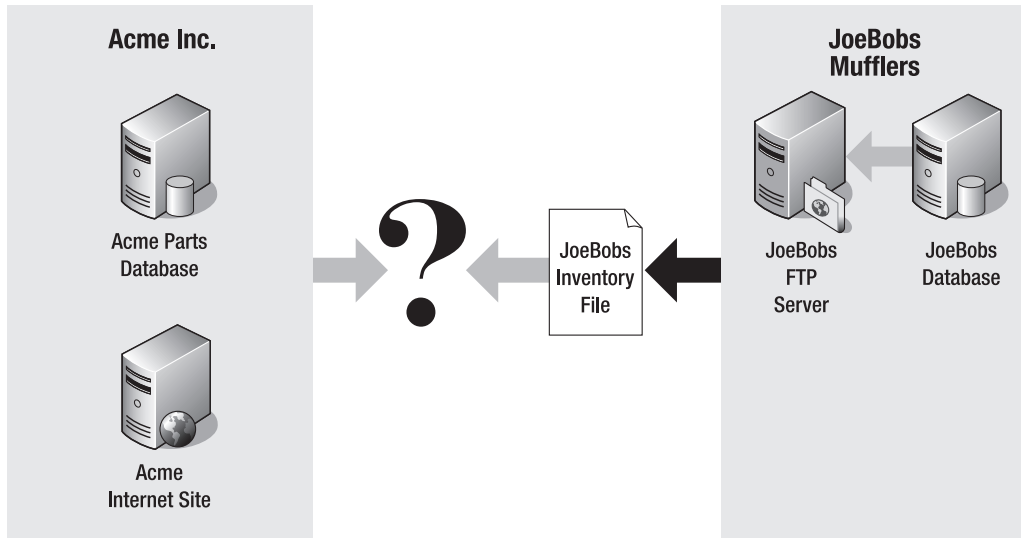 Acme Inc.
Acme Parts
Database
Acme
Internet Site
?
JoeBobs
Inventory
File
JoeBobs
Mufflers
JoeBobs
FTP
Server
JoeBobs
Database